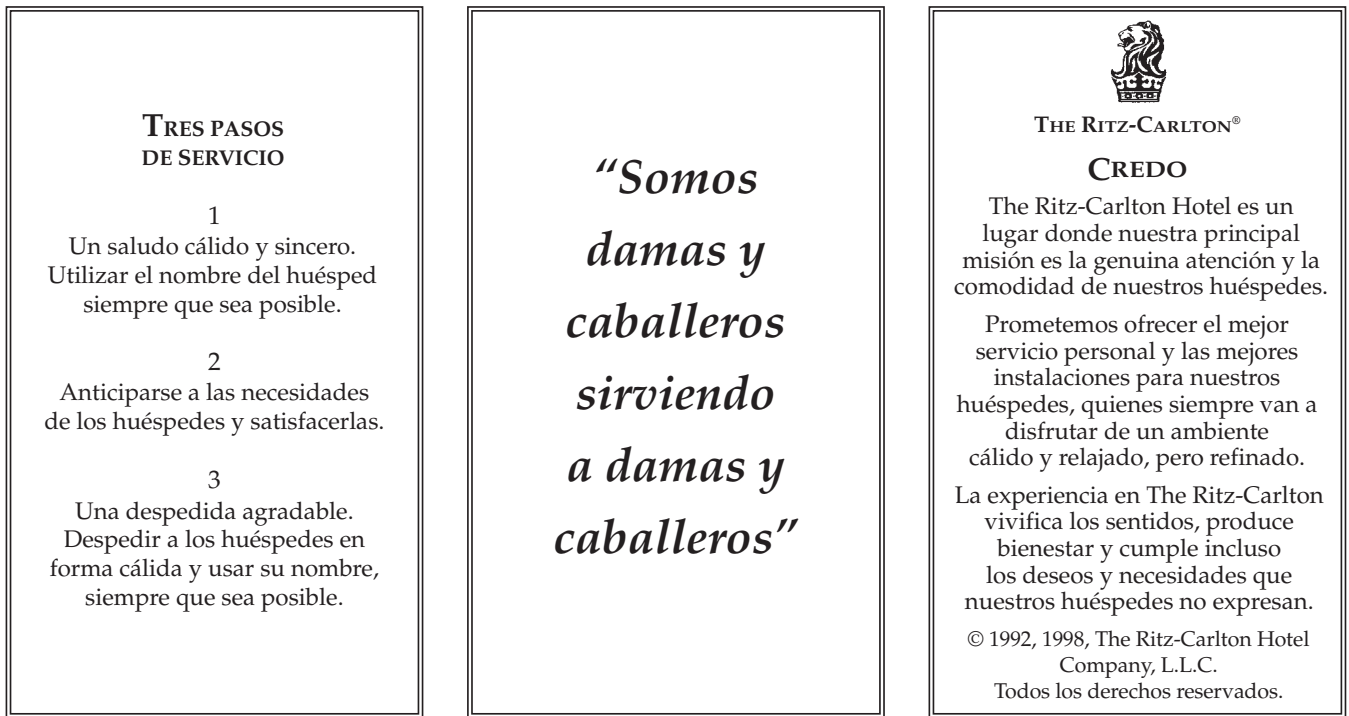 TRES PASOS
DE SERVICIO
1
Un saludo cálido y sincero.
Utilizar el nombre del huésped
siempre que sea posible.
2
Anticiparse a las necesidades
de los huéspedes y satisfacerlas.
3
Una despedida agradable.
Despedir a los huéspedes en
forma cálida y usar su nombre,
siempre que sea posible.
“Somos
damas y
caballeros
sirviendo
a damas y
caballeros”
THE RITZ-CARLTON®
CREDO
The Ritz-Carlton Hotel es un
lugar donde nuestra principal
misión es la genuina atención y la
comodidad de nuestros huéspedes.
Prometemos ofrecer el mejor
servicio personal y las mejores
instalaciones para nuestros
huéspedes, quienes siempre van a
disfrutar de un ambiente
cálido y relajado, pero refinado.
La experiencia en The Ritz-Carlton
vivifica los sentidos, produce
bienestar y cumple incluso
los deseos y necesidades que
nuestros huéspedes no expresan.
© 1992, 1998, The Ritz-Carlton Hotel
Company, L.L.C.
Todos los derechos reservados.